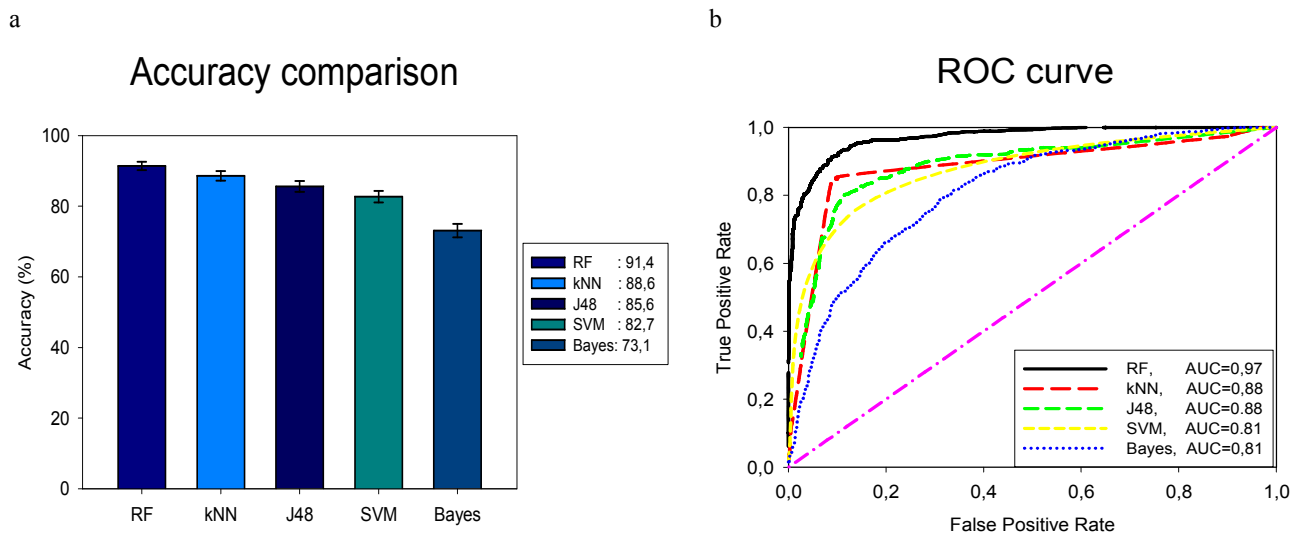 a
Accuracy comparison
100
80
60
40
20
0
Accuracy (%)
RF kNN J48 SVM Bayes
RF : 91,4
kNN : 88,6
J48 : 85,6
SVM : 82,7
Bayes: 73,1
b
ROC curve
1,0
0,8
0,6
0,4
0,2
0,0
True Positive Rate
0,0 0,2 0,4 0,6 0,8 1,0
False Positive Rate
RF, AUC=0,97
kNN, AUC=0,88
J48, AUC=0.88
SVM, AUC=0.81
Bayes, AUC=0,81